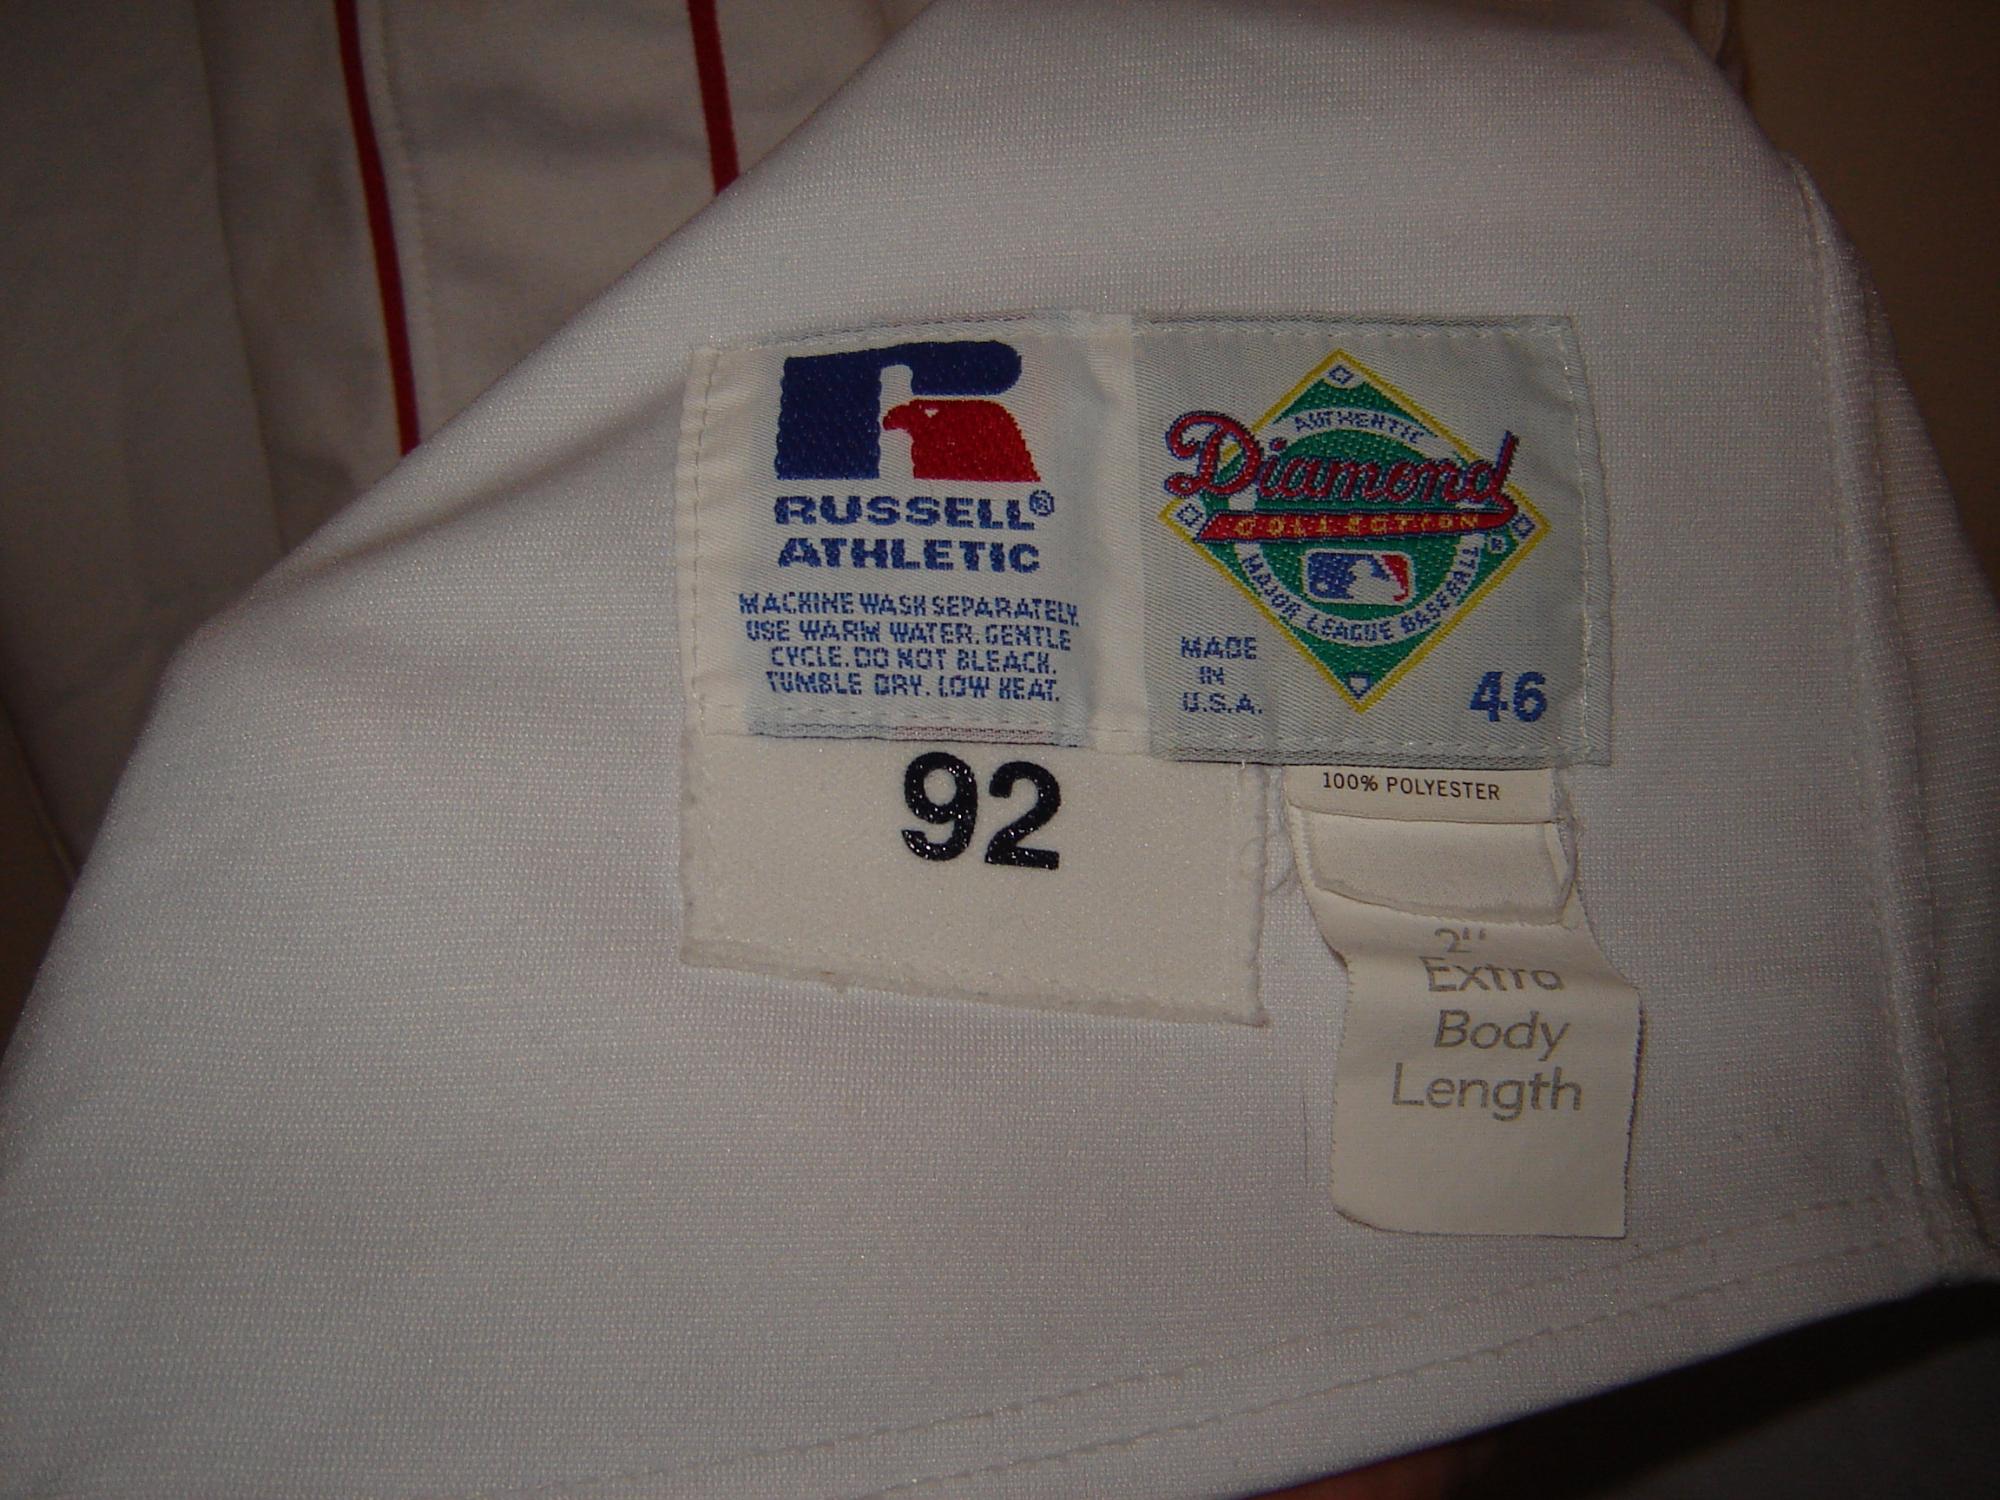 RUSSELL®
ATHLETIC
MACHINE WASH SEPARATELY.
USE WARM WATER. GENTLE
CYCLE. DO NOT BLEACH.
TUMBLE DRY. LOW HEAT.
AUTHENTIC
Diamond
COLLECTION®
MAJOR LEAGUE BASEBALL
MADE
IN
U.S.A.
46
92
100% POLYESTER
2"
Extra
Body
Length